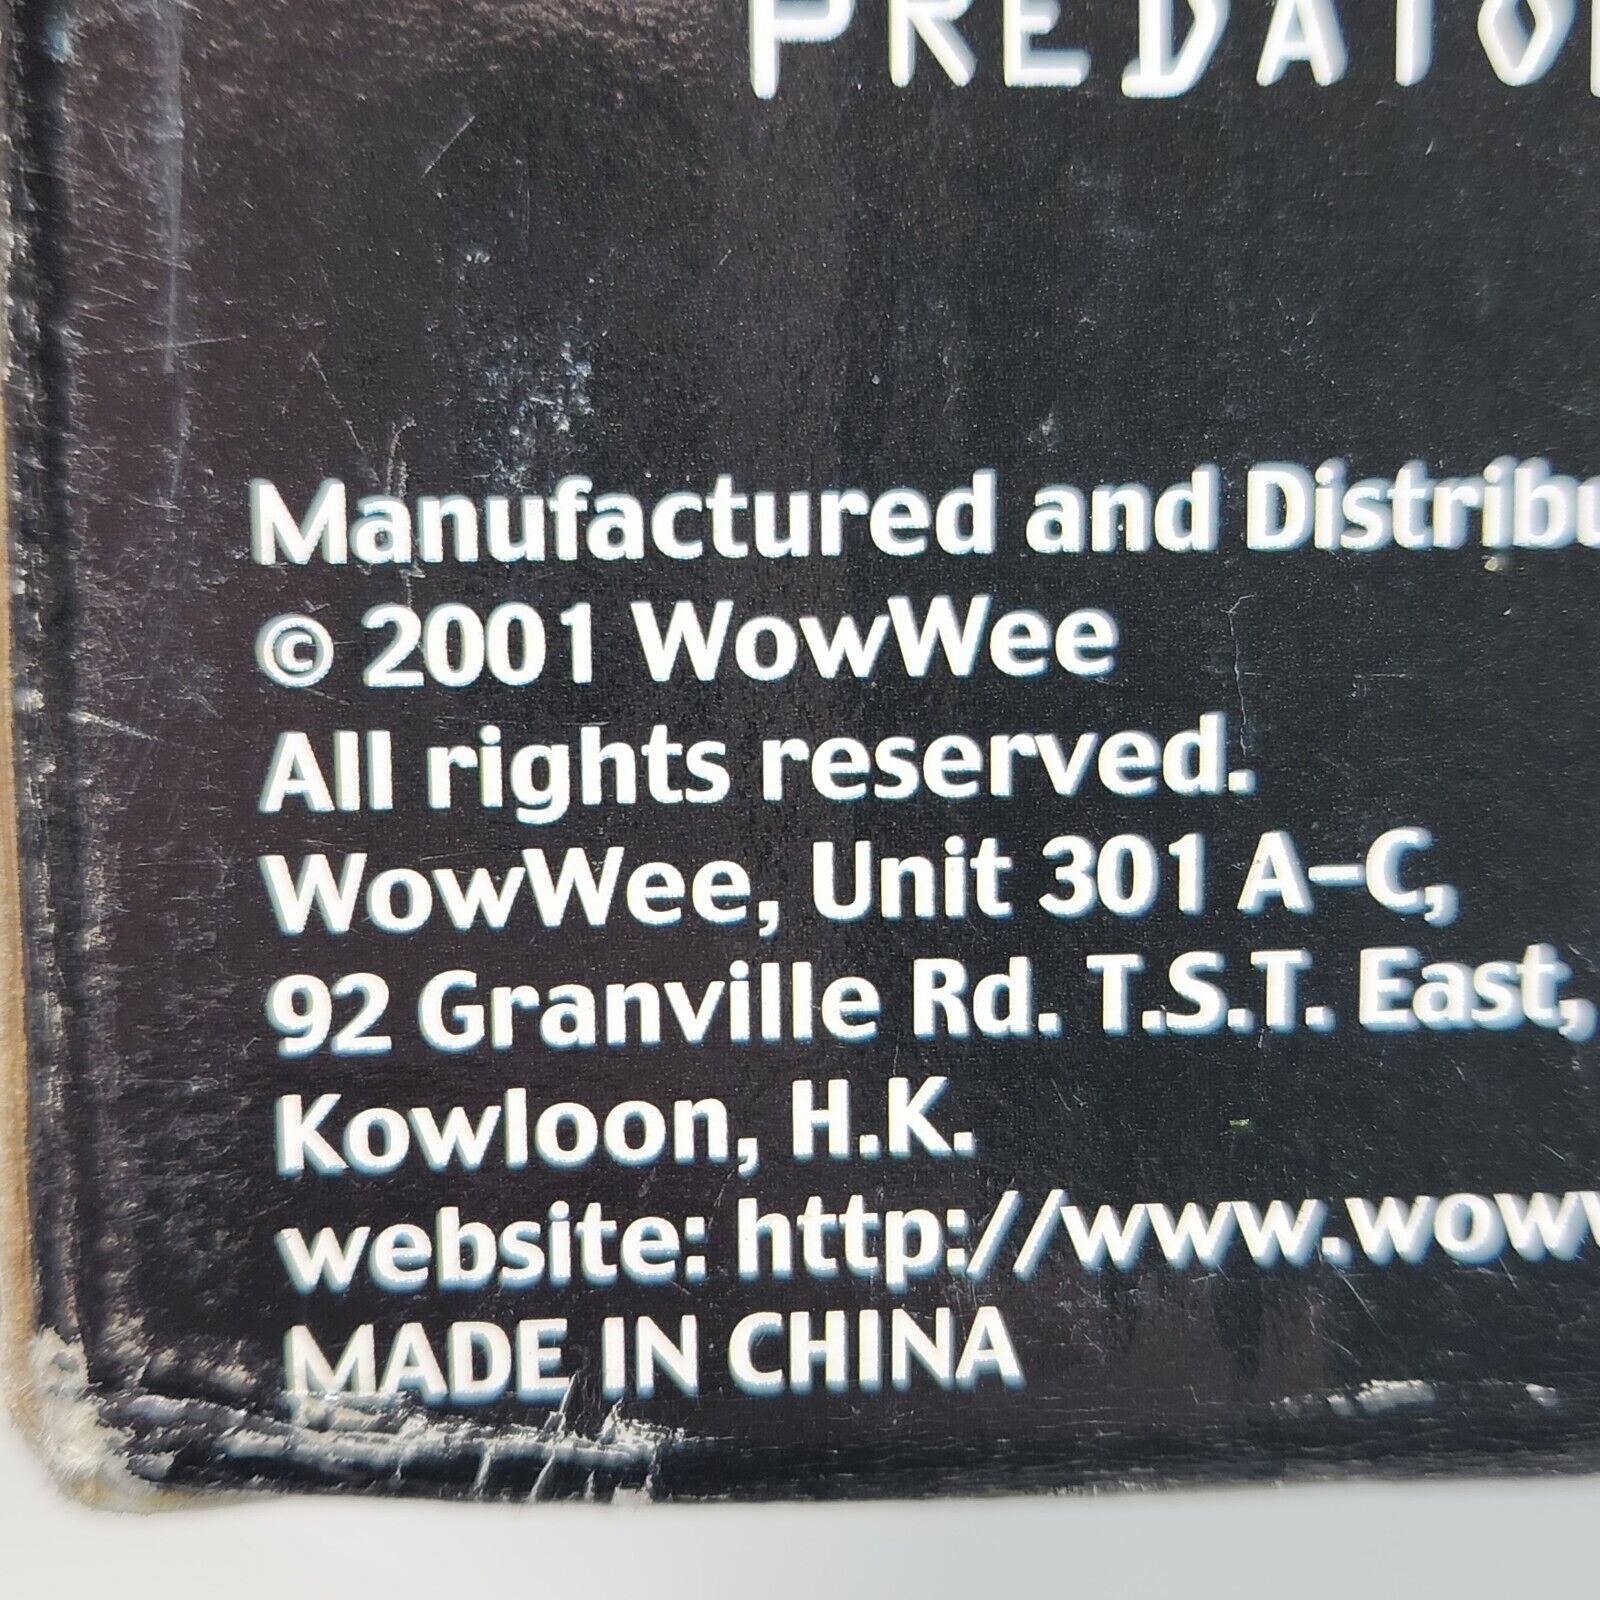 PREDATO
Manufactured and Distribu
© 2001 WowWee
All rights reserved.
WowWee, Unit 301 A-C,
92 Granville Rd. T.S.T. East,
Kowloon, H.K.
website: http://www.wow
MADE IN CHINA